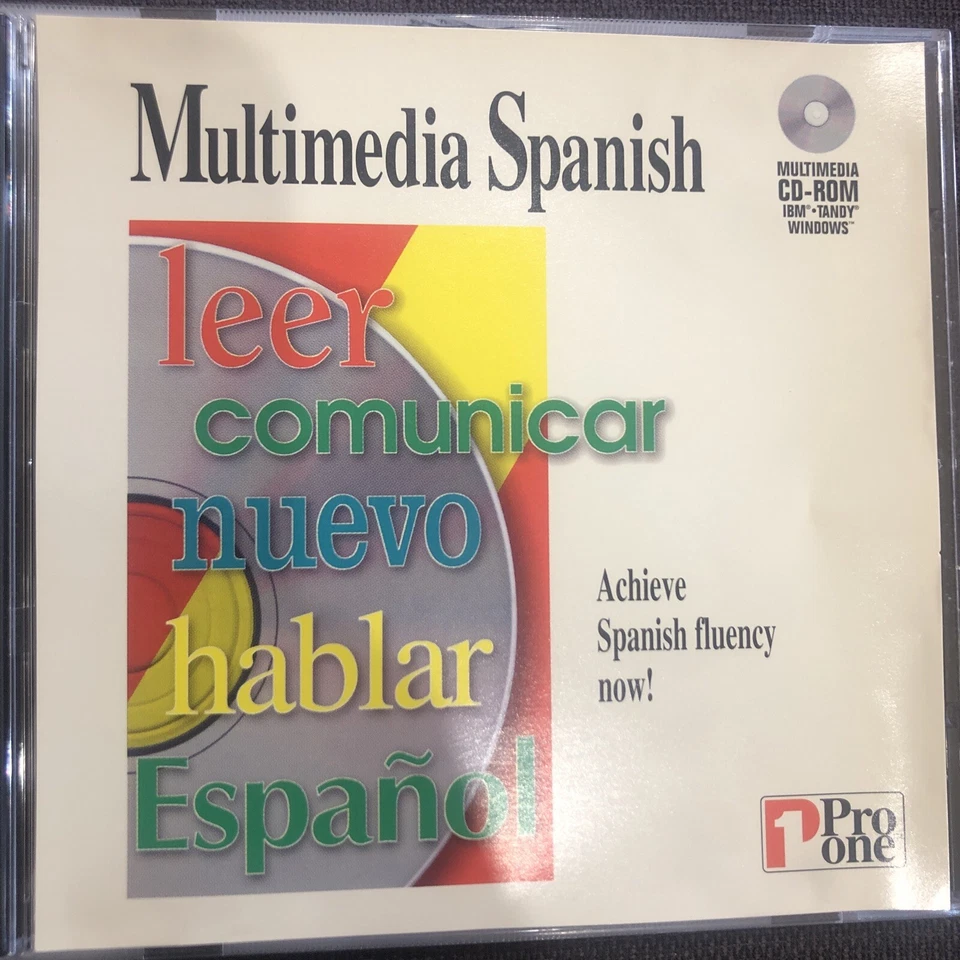 Multimedia Spanish
MULTIMEDIA
CD-ROM
IBM®•TANDY®
WINDOWS™
leer
comunicar
nuevo
hablar
Español
Achieve
Spanish fluency
now!
1 Pro
one